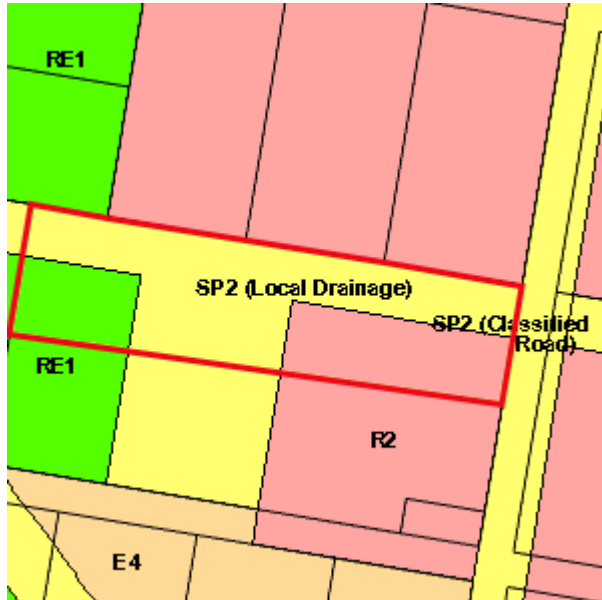 RE1
SP2 (Local Drainage)
SP2 (Classified
Road)
RE1
R2
E4